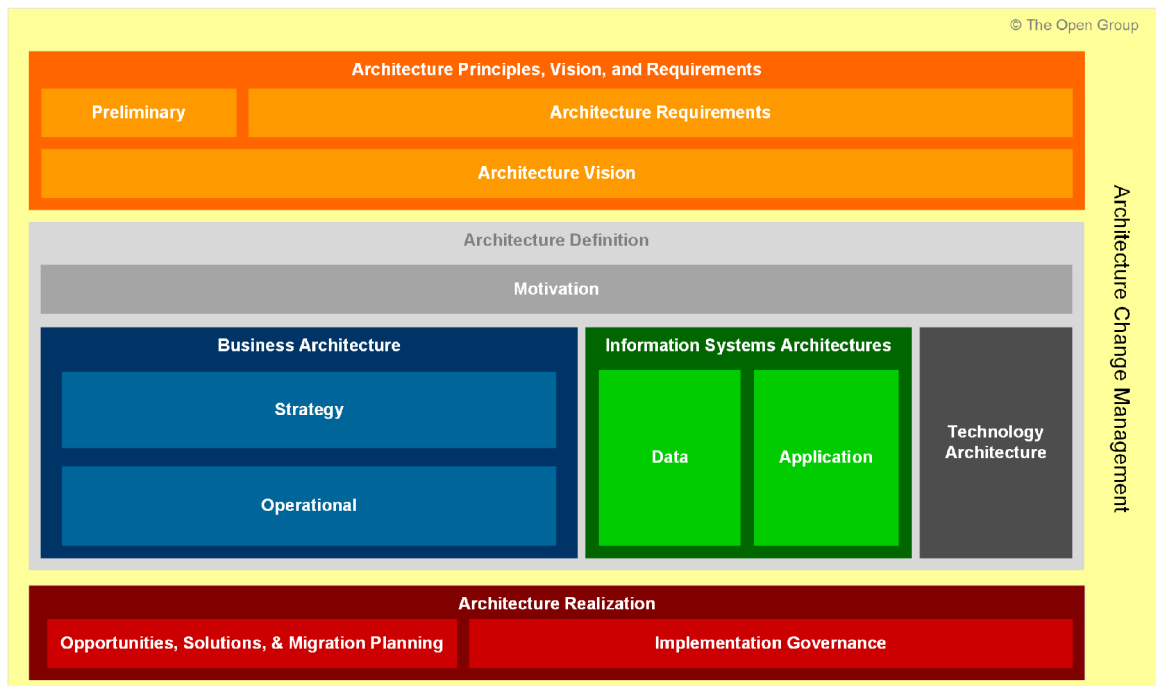 © The Open Group
Architecture Principles, Vision, and Requirements
Preliminary
Architecture Requirements
Architecture Vision
Architecture Definition
Motivation
Business Architecture
Strategy
Operational
Information Systems Architectures
Data
Application
Technology
Architecture
Architecture Change Management
Architecture Realization
Opportunities, Solutions, & Migration Planning
Implementation Governance